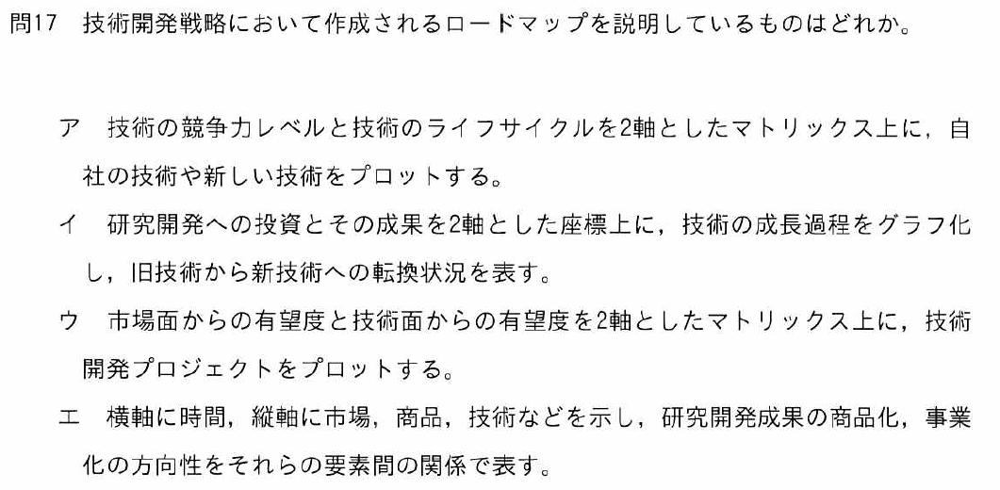 問17 技術開発戦略において作成されるロードマップを説明しているものはどれか。
ア 技術の競争力レベルと技術のライフサイクルを2軸としたマトリックス上に，自
社の技術や新しい技術をプロットする。
イ 研究開発への投資とその成果を2軸とした座標上に，技術の成長過程をグラフ化
し，旧技術から新技術への転換状況を表す。
ウ 市場面からの有望度と技術面からの有望度を2軸としたマトリックス上に，技術
開発プロジェクトをプロットする。
エ 横軸に時間，縦軸に市場，商品，技術などを示し，研究開発成果の商品化，事業
化の方向性をそれらの要素間の関係で表す。